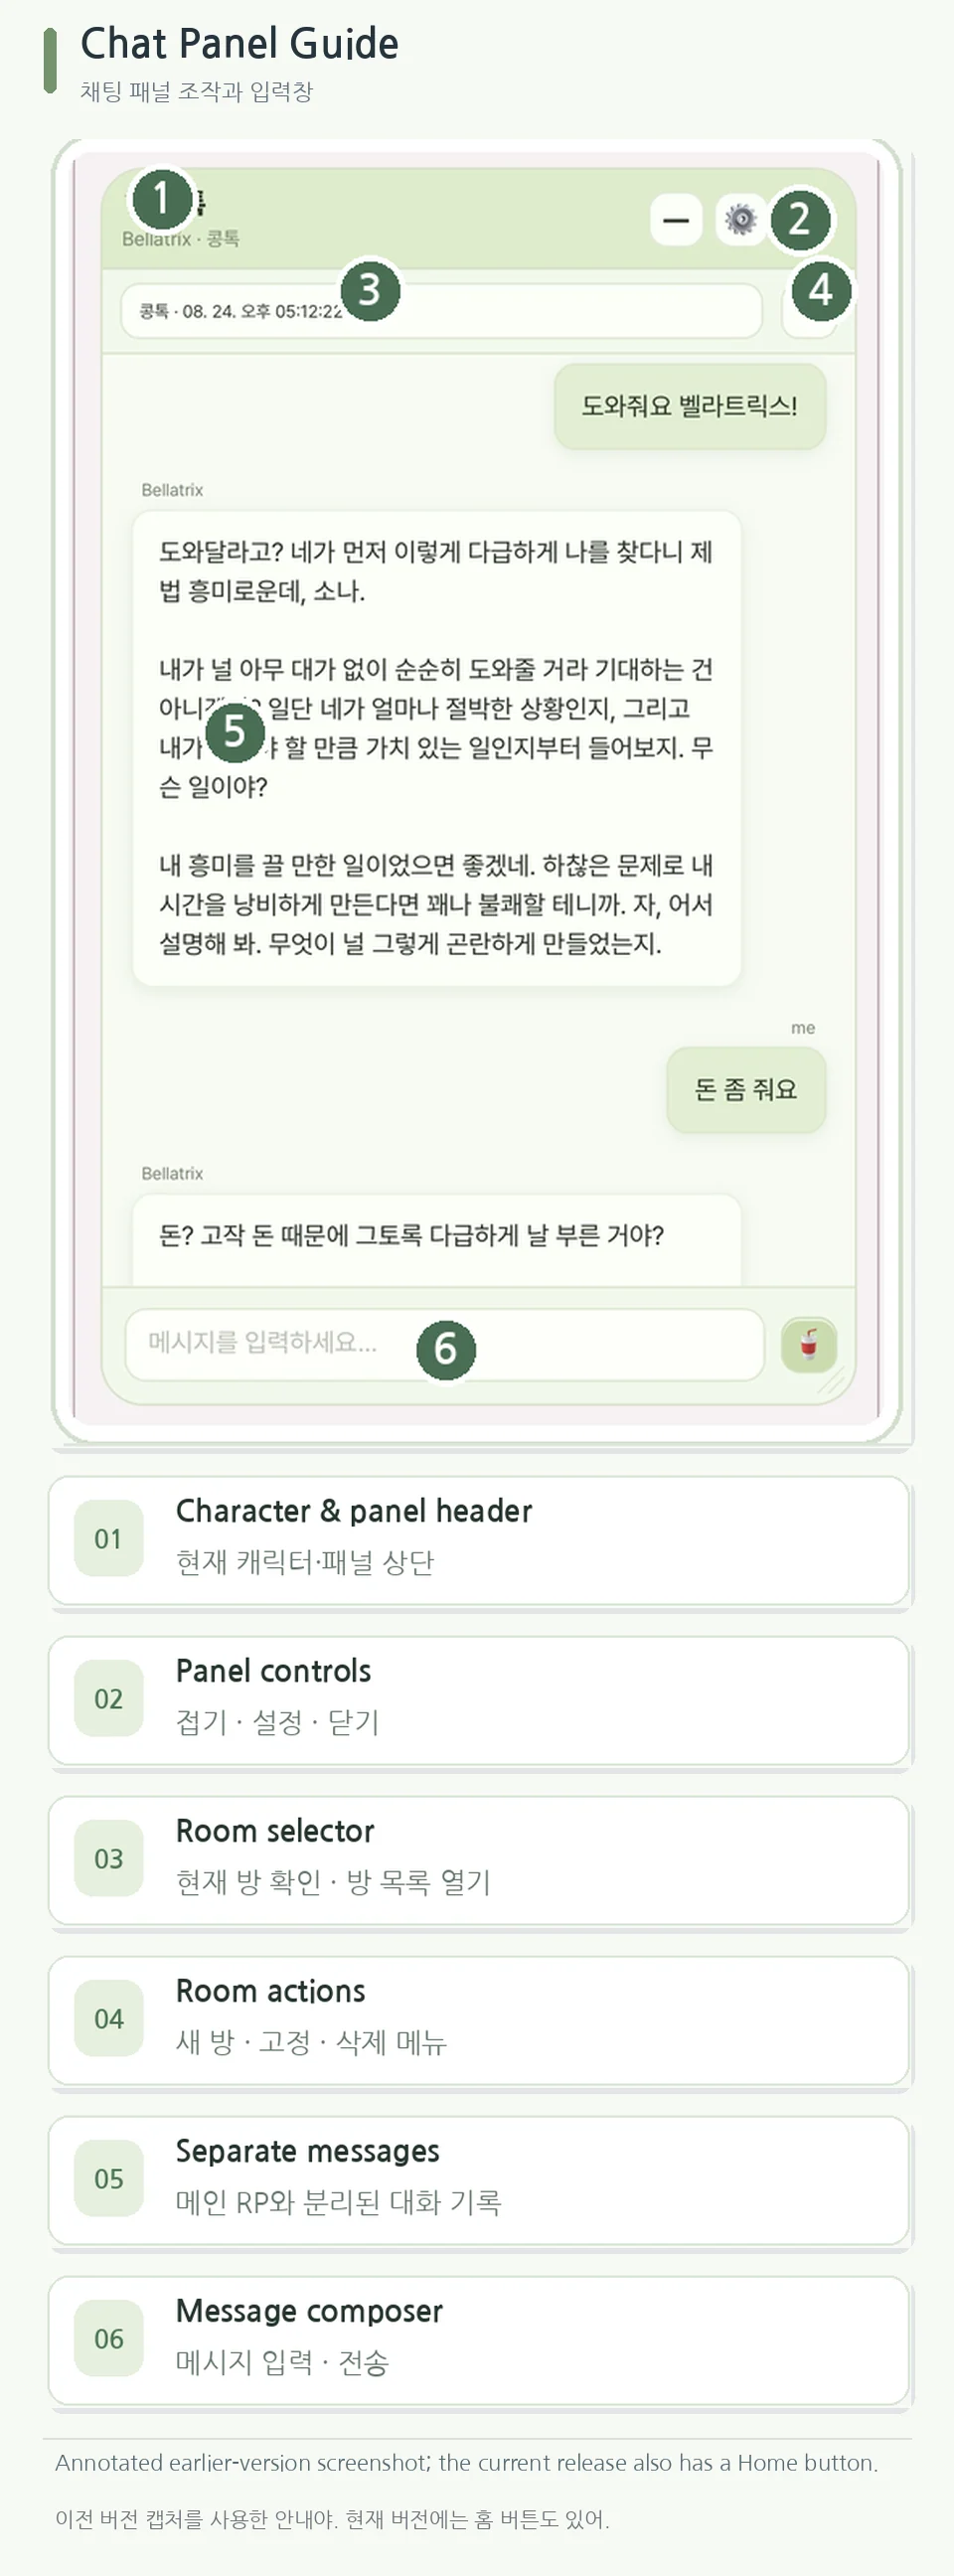 Chat Panel Guide
채팅 패널 조작과 입력창
1
2
Bellatrix · 콩톡
3
4
콩톡 · 08. 24. 오후 05:12:22
도와줘요 벨라트릭스!
Bellatrix
도와달라고? 네가 먼저 이렇게 다급하게 나를 찾다니 제
법 흥미로운데, 소나.
내가 널 아무 대가 없이 순순히 도와줄 거라 기대하는 건
일단 네가 얼마나 절박한 상황인지, 그리고
5
내가 할 만큼 가치 있는 일인지부터 들어보지. 무
슨 일이야?
내 흥미를 끌 만한 일이었으면 좋겠네. 하찮은 문제로 내
시간을 낭비하게 만든다면 꽤나 불쾌할 테니까. 자, 어서
설명해 봐. 무엇이 널 그렇게 곤란하게 만들었는지.
me
돈 좀 줘요
Bellatrix
돈? 고작 돈 때문에 그토록 다급하게 날 부른 거야?
메시지를 입력하세요...
6
01
Character & panel header
현재 캐릭터·패널 상단
02
Panel controls
접기 · 설정 · 닫기
03
Room selector
현재 방 확인 · 방 목록 열기
04
Room actions
새 방 · 고정 · 삭제 메뉴
05
Separate messages
메인 RP와 분리된 대화 기록
06
Message composer
메시지 입력 · 전송
Annotated earlier-version screenshot; the current release also has a Home button.
이전 버전 캡처를 사용한 안내야. 현재 버전에는 홈 버튼도 있어.